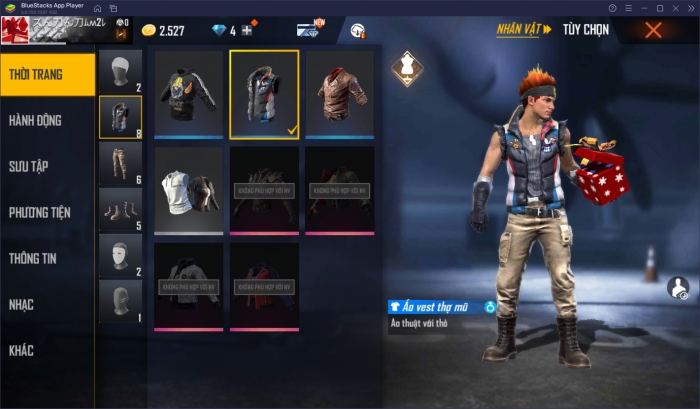 BlueStacks App Player
2.527
4
NEW
NHÂN VẬT
TÙY CHỌN
THỜI TRANG
HÀNH ĐỘNG
SƯU TẬP
PHƯƠNG TIỆN
THÔNG TIN
NHẠC
KHÁC
2
8
6
5
2
1
KHÔNG PHÙ HỢP VỚI NV
KHÔNG PHÙ HỢP VỚI NV
KHÔNG PHÙ HỢP VỚI NV
KHÔNG PHÙ HỢP VỚI NV
Áo vest thợ mũ
Ảo thuật với thỏ